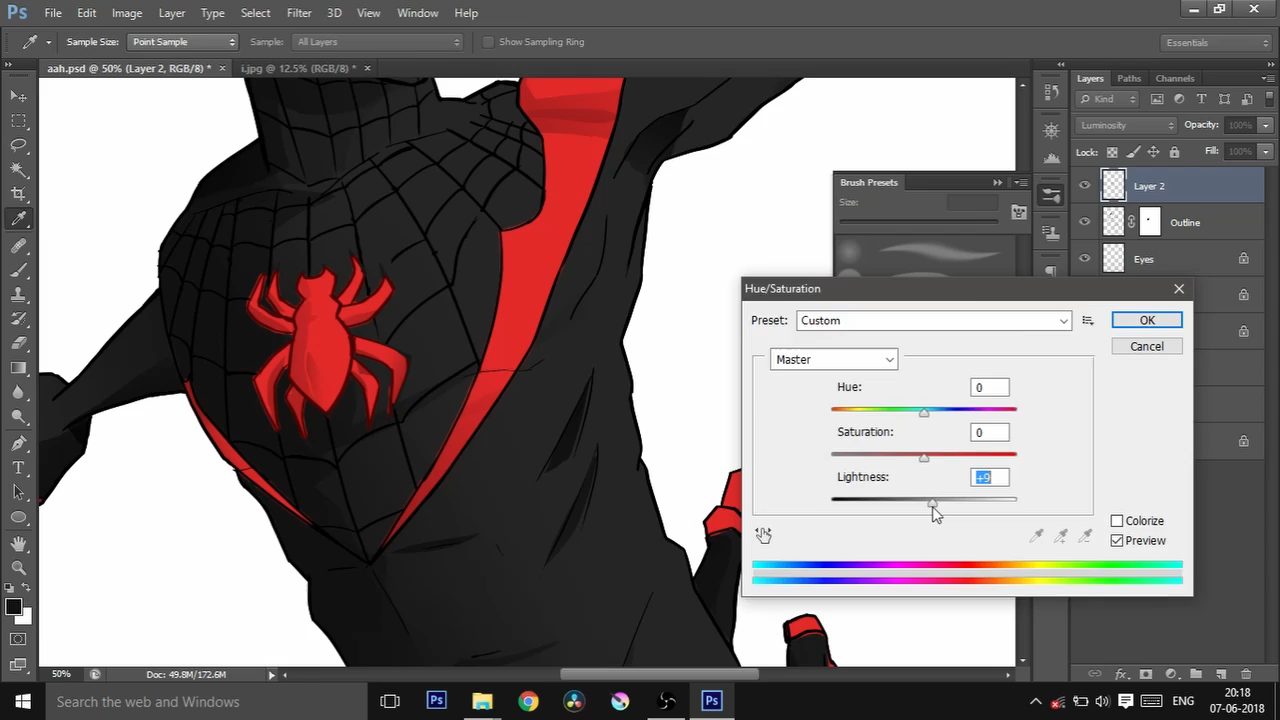 Ps File Edit Image Layer Type Select Filter 3D View Window Help
Sample Size: Point Sample Sample: All Layers Show Sampling Ring Essentials
aah.psd @ 50% (Layer 2, RGB/8) * × i.jpg @ 12.5% (RGB/8) * ×
Layers Paths Channels
Kind
Luminosity Opacity: 100%
Lock: Fill: 100%
Layer 2
Outline
Eyes
Brush Presets
Size:
Hue/Saturation
Preset: Custom OK
Cancel
Master
Hue: 0
Saturation: 0
Lightness: +9
Colorize
Preview
50% Doc: 49.8M/172.6M
Search the web and Windows Ps Ps ENG 20:18
07-06-2018